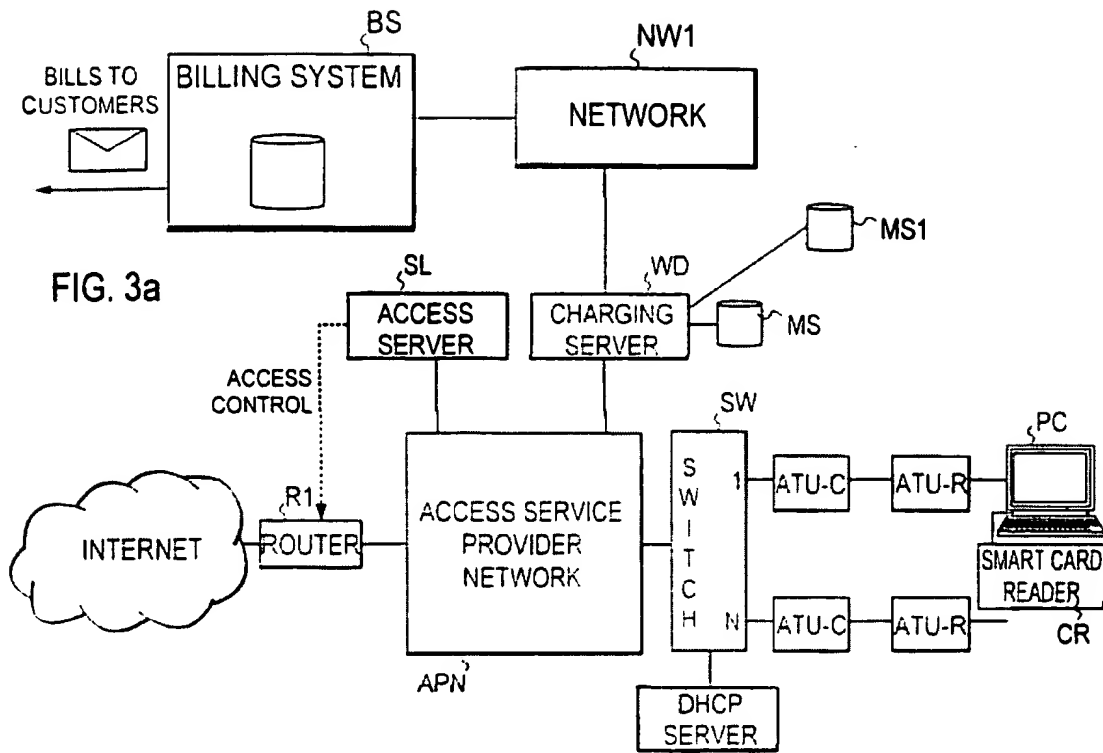 BS
NW1
BILLS TO
CUSTOMERS
BILLING SYSTEM
NETWORK
MS1
FIG. 3a
SL
WD
ACCESS
SERVER
CHARGING
SERVER
MS
ACCESS
CONTROL
SW
PC
R1
INTERNET
ROUTER
ACCESS SERVICE
PROVIDER
NETWORK
SWITCH
1
ATU-C
ATU-R
SMART CARD
READER
N
ATU-C
ATU-R
CR
APN
DHCP
SERVER